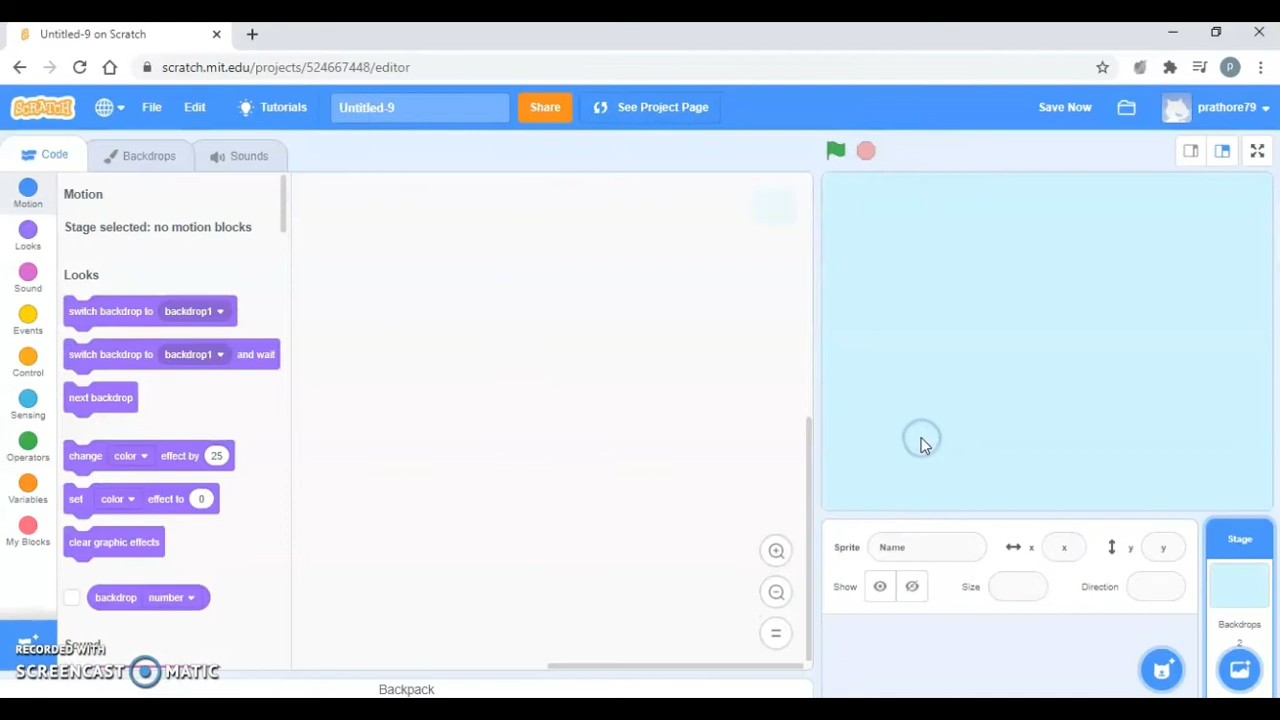 Untitled-9 on Scratch
scratch.mit.edu/projects/524667448/editor
P
SCRATCH
File
Edit
Tutorials
Untitled-9
Share
See Project Page
Save Now
prathore79
Code
Backdrops
Sounds
Motion
Looks
Sound
Events
Control
Sensing
Operators
Variables
My Blocks
Motion
Stage selected: no motion blocks
Looks
switch backdrop to backdrop1
switch backdrop to backdrop1 and wait
next backdrop
change color effect by 25
set color effect to 0
clear graphic effects
backdrop number
Sound
Backpack
Sprite Name x x y y
Show Size Direction
Stage
Backdrops
2
RECORDED WITH
SCREENCAST MATIC